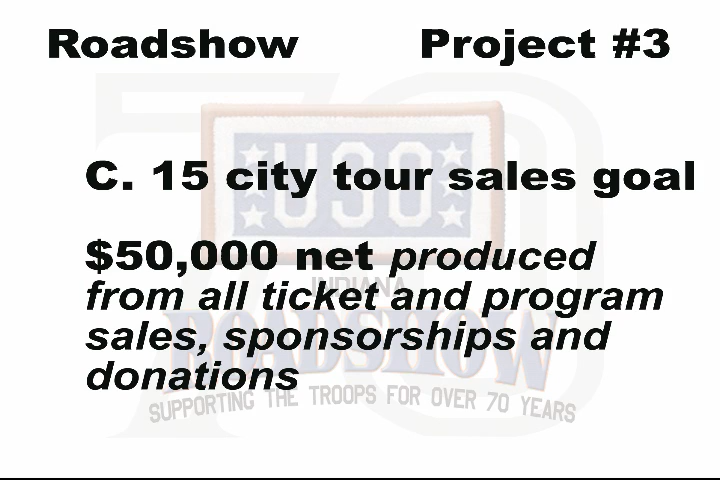 Roadshow Project #3
USO
C. 15 city tour sales goal
$50,000 net produced
from all ticket and program
INDIANA
sales, sponsorships and
ROADSHOW
donations
SUPPORTING THE TROOPS FOR OVER 70 YEARS
70